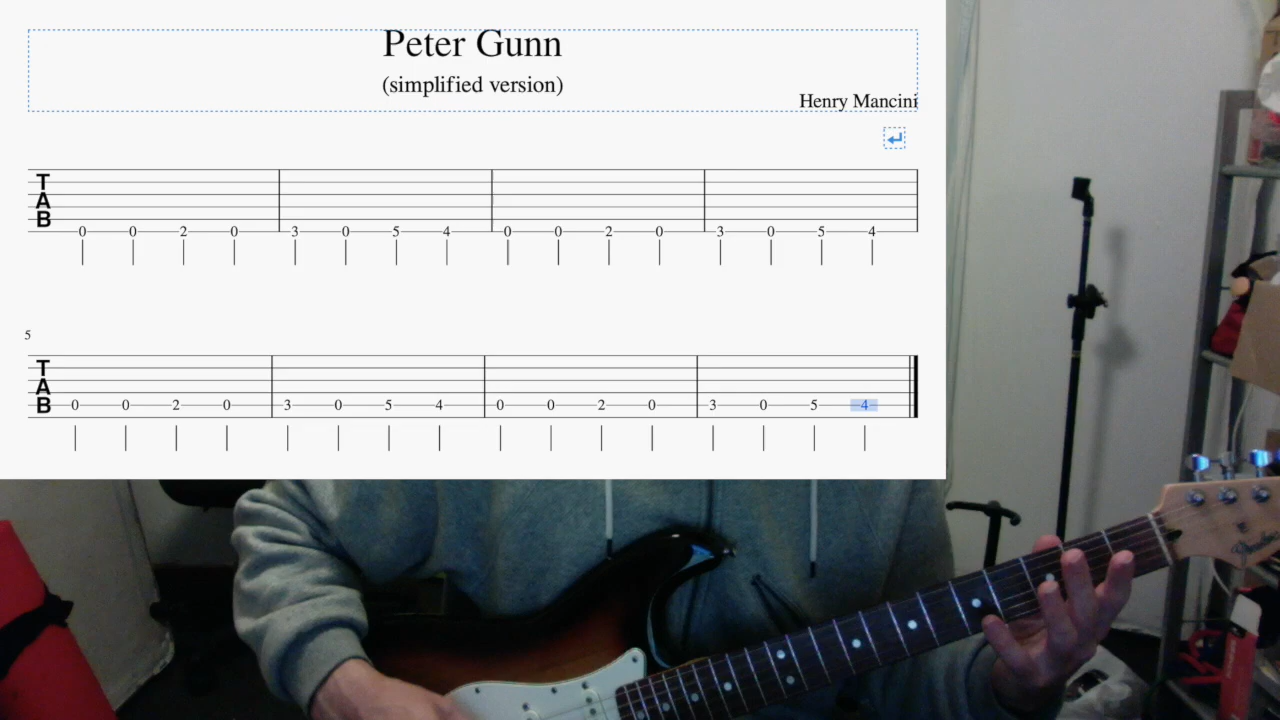 Peter Gunn
(simplified version)
Henry Mancini
T
A
B
0 0 2 0 3 0 5 4 0 0 2 0 3 0 5 4
5
T
A
B
0 0 2 0 3 0 5 4 0 0 2 0 3 0 5 4